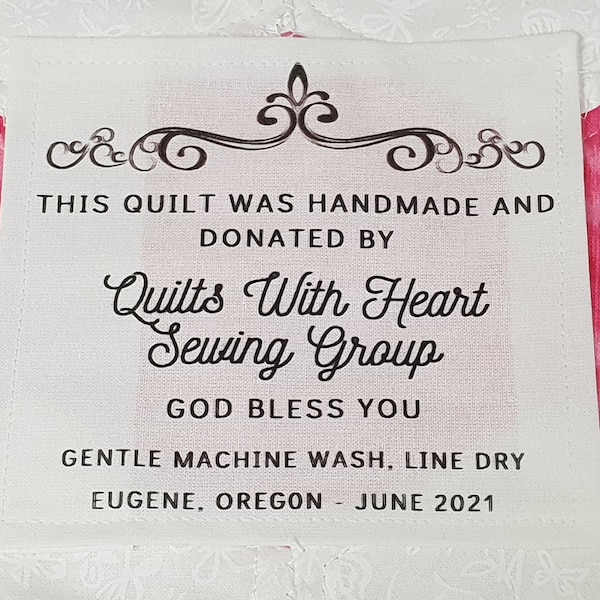 THIS QUILT WAS HANDMADE AND
DONATED BY
Quilts With Heart
Sewing Group
GOD BLESS YOU
GENTLE MACHINE WASH, LINE DRY
EUGENE, OREGON - JUNE 2021